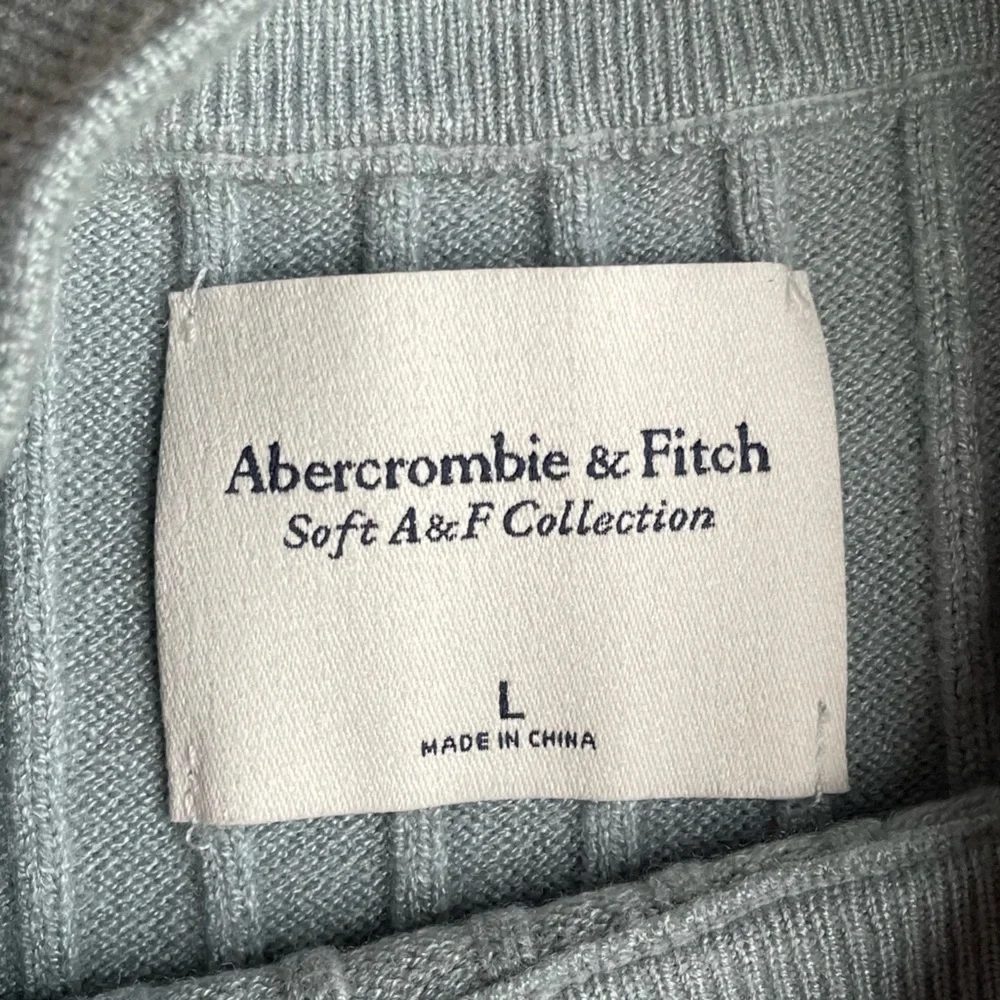 Abercrombie & Fitch
Soft A&F Collection
L
MADE IN CHINA